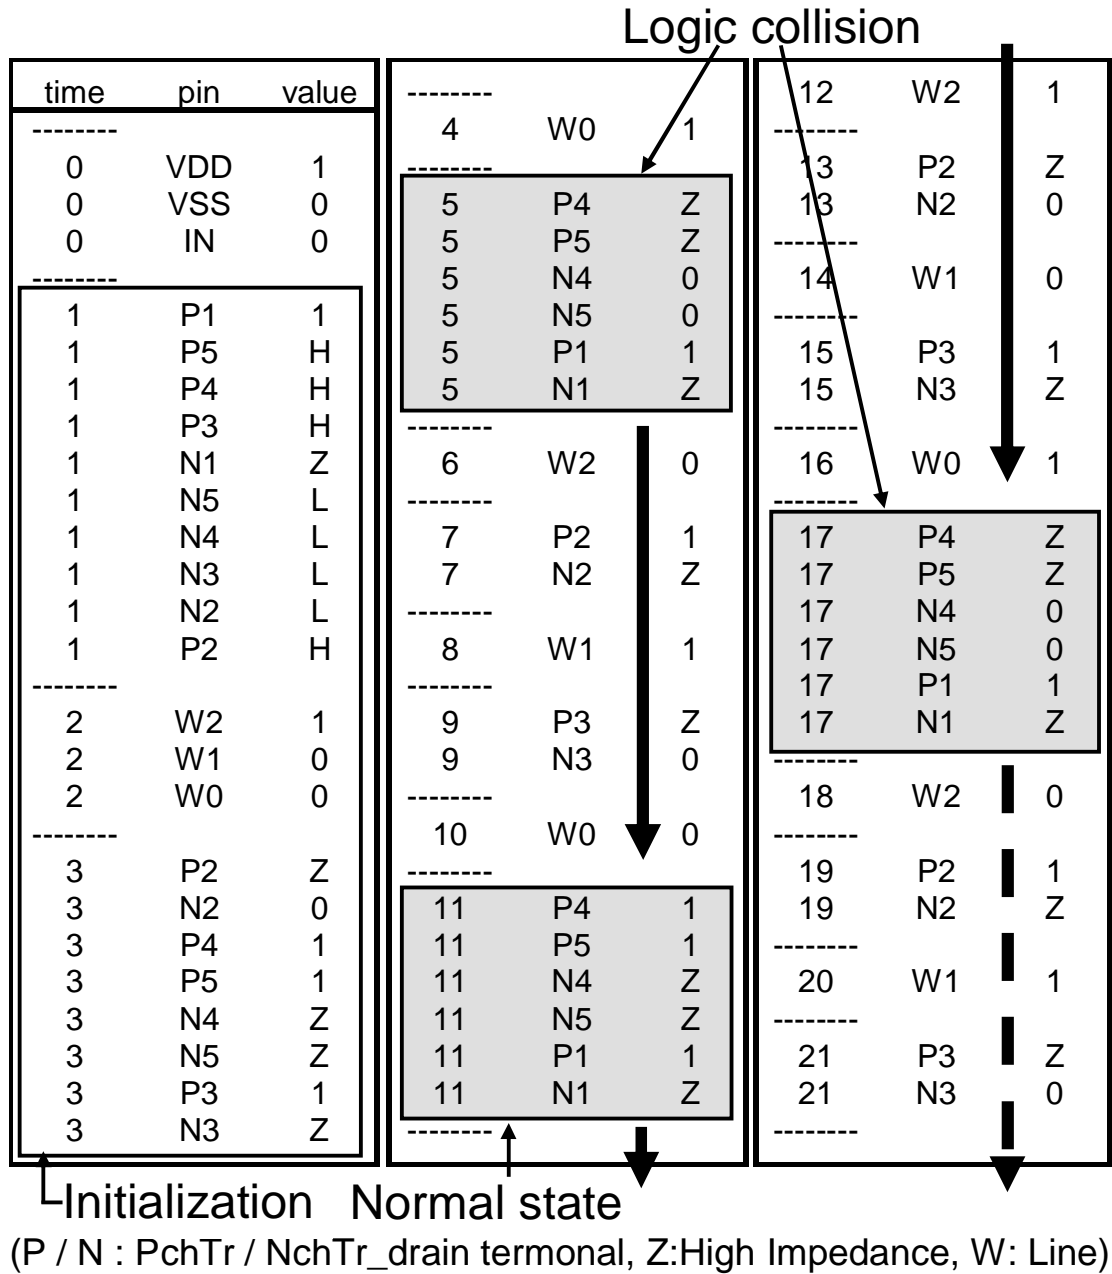 Logic collision
time pin value
--------
0 VDD 1
0 VSS 0
0 IN 0
--------
1 P1 1
1 P5 H
1 P4 H
1 P3 H
1 N1 Z
1 N5 L
1 N4 L
1 N3 L
1 N2 L
1 P2 H
--------
2 W2 1
2 W1 0
2 W0 0
--------
3 P2 Z
3 N2 0
3 P4 1
3 P5 1
3 N4 Z
3 N5 Z
3 P3 1
3 N3 Z
--------
4 W0 1
--------
5 P4 Z
5 P5 Z
5 N4 0
5 N5 0
5 P1 1
5 N1 Z
--------
6 W2 0
--------
7 P2 1
7 N2 Z
--------
8 W1 1
--------
9 P3 Z
9 N3 0
--------
10 W0 0
--------
11 P4 1
11 P5 1
11 N4 Z
11 N5 Z
11 P1 1
11 N1 Z
--------
12 W2 1
--------
13 P2 Z
13 N2 0
--------
14 W1 0
--------
15 P3 1
15 N3 Z
--------
16 W0 1
--------
17 P4 Z
17 P5 Z
17 N4 0
17 N5 0
17 P1 1
17 N1 Z
--------
18 W2 0
--------
19 P2 1
19 N2 Z
--------
20 W1 1
--------
21 P3 Z
21 N3 0
--------
Initialization Normal state
(P / N : PchTr / NchTr_drain termonal, Z:High Impedance, W: Line)